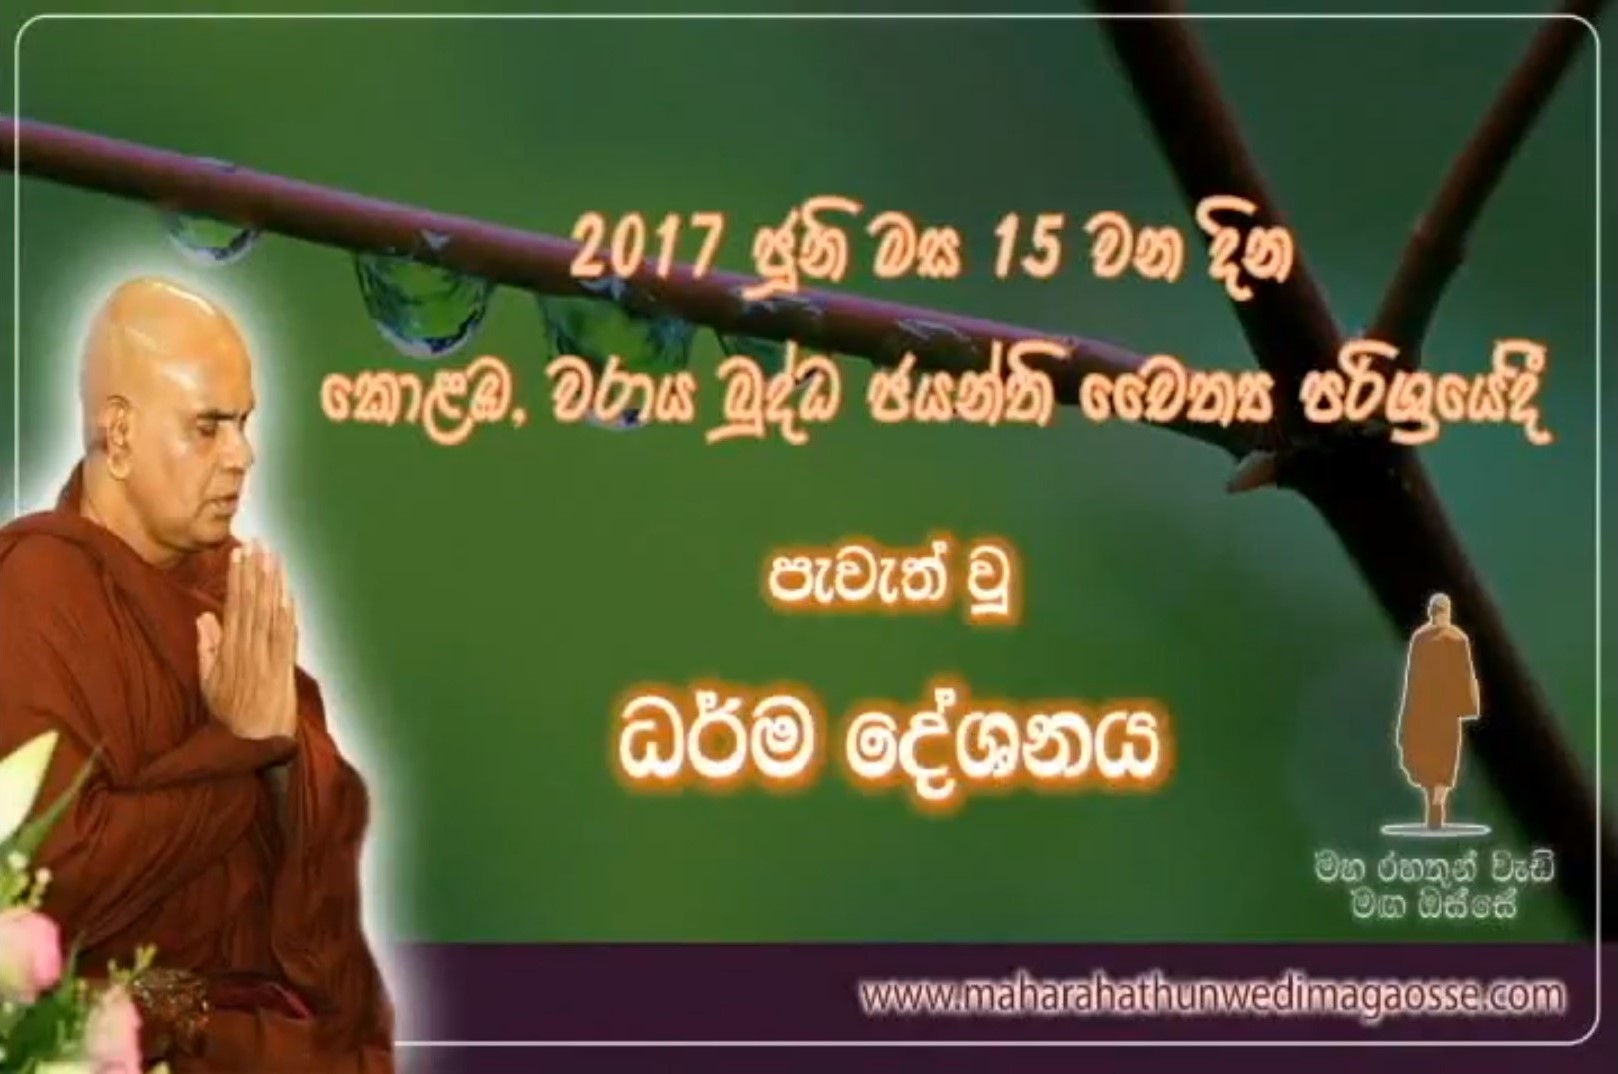 2017 ජූනි මස 15 වන දින
කොළඹ, වරාය බුද්ධ ජයන්ති චෛත්‍ය පරිශ්‍රයේදී
පැවැත් වූ
ධර්ම දේශනය
මහ රහතුන් වැඩි
මඟ ඔස්සේ
www.maharahathunwedimagaosse.com